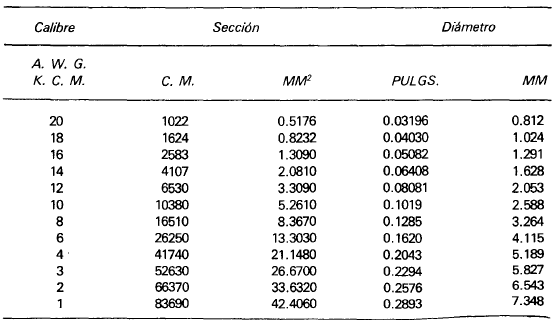 Calibre Sección Diámetro
A. W. G.
K. C. M. C. M. MM² PULGS. MM
20 1022 0.5176 0.03196 0.812
18 1624 0.8232 0.04030 1.024
16 2583 1.3090 0.05082 1.291
14 4107 2.0810 0.06408 1.628
12 6530 3.3090 0.08081 2.053
10 10380 5.2610 0.1019 2.588
8 16510 8.3670 0.1285 3.264
6 26250 13.3030 0.1620 4.115
4 41740 21.1480 0.2043 5.189
3 52630 26.6700 0.2294 5.827
2 66370 33.6320 0.2576 6.543
1 83690 42.4060 0.2893 7.348